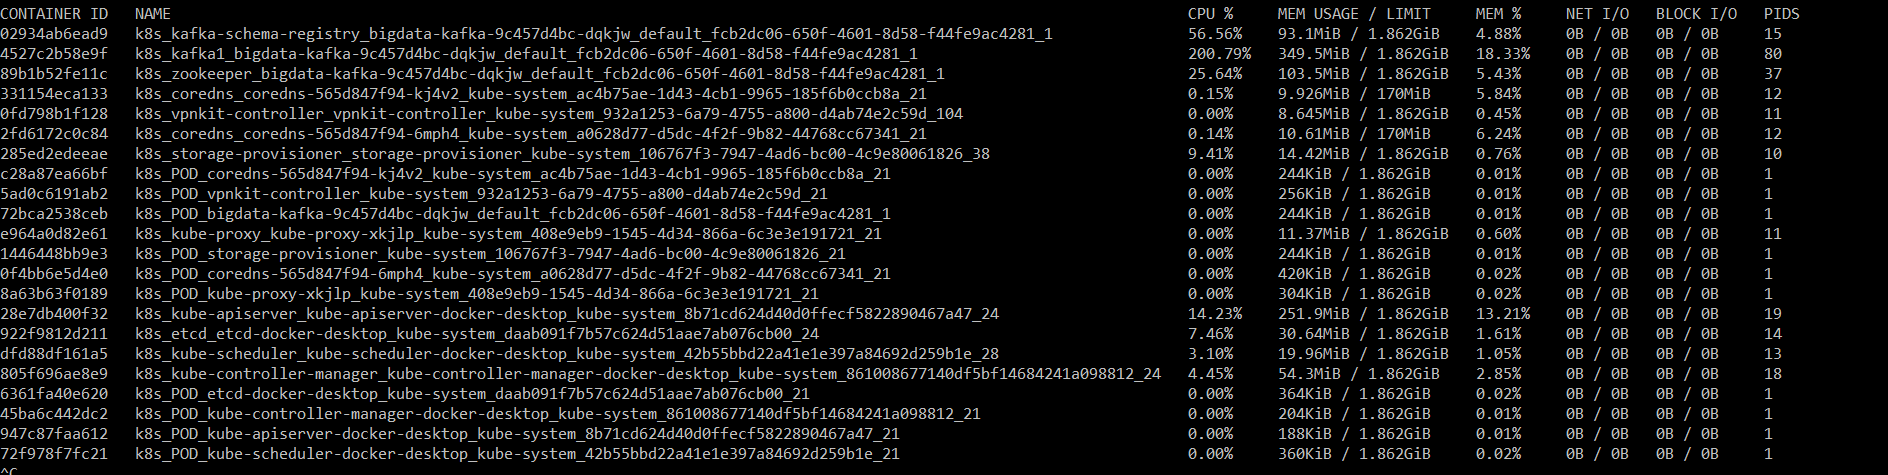 CONTAINER ID NAME CPU % MEM USAGE / LIMIT MEM % NET I/O BLOCK I/O PIDS
02934ab6ead9 k8s_kafka-schema-registry_bigdata-kafka-9c457d4bc-dqkjw_default_fcb2dc06-650f-4601-8d58-f44fe9ac4281_1 56.56% 93.1MiB / 1.862GiB 4.88% 0B / 0B 0B / 0B 15
4527c2b58e9f k8s_kafka1_bigdata-kafka-9c457d4bc-dqkjw_default_fcb2dc06-650f-4601-8d58-f44fe9ac4281_1 200.79% 349.5MiB / 1.862GiB 18.33% 0B / 0B 0B / 0B 80
89b1b52fe11c k8s_zookeeper_bigdata-kafka-9c457d4bc-dqkjw_default_fcb2dc06-650f-4601-8d58-f44fe9ac4281_1 25.64% 103.5MiB / 1.862GiB 5.43% 0B / 0B 0B / 0B 37
331154eca133 k8s_coredns_coredns-565d847f94-kj4v2_kube-system_ac4b75ae-1d43-4cb1-9965-185f6b0ccb8a_21 0.15% 9.926MiB / 170MiB 5.84% 0B / 0B 0B / 0B 12
0fd798b1f128 k8s_vpnkit-controller_vpnkit-controller_kube-system_932a1253-6a79-4755-a800-d4ab74e2c59d_104 0.00% 8.645MiB / 1.862GiB 0.45% 0B / 0B 0B / 0B 11
2fd6172c0c84 k8s_coredns_coredns-565d847f94-6mph4_kube-system_a0628d77-d5dc-4f2f-9b82-44768cc67341_21 0.14% 10.61MiB / 170MiB 6.24% 0B / 0B 0B / 0B 12
285ed2edeeae k8s_storage-provisioner_storage-provisioner_kube-system_106767f3-7947-4ad6-bc00-4c9e80061826_38 9.41% 14.42MiB / 1.862GiB 0.76% 0B / 0B 0B / 0B 10
c28a87ea66bf k8s_POD_coredns-565d847f94-kj4v2_kube-system_ac4b75ae-1d43-4cb1-9965-185f6b0ccb8a_21 0.00% 244KiB / 1.862GiB 0.01% 0B / 0B 0B / 0B 1
5ad0c6191ab2 k8s_POD_vpnkit-controller_kube-system_932a1253-6a79-4755-a800-d4ab74e2c59d_21 0.00% 256KiB / 1.862GiB 0.01% 0B / 0B 0B / 0B 1
72bca2538ceb k8s_POD_bigdata-kafka-9c457d4bc-dqkjw_default_fcb2dc06-650f-4601-8d58-f44fe9ac4281_1 0.00% 244KiB / 1.862GiB 0.01% 0B / 0B 0B / 0B 1
e964a0d82e61 k8s_kube-proxy_kube-proxy-xkjlp_kube-system_408e9eb9-1545-4d34-866a-6c3e3e191721_21 0.00% 11.37MiB / 1.862GiB 0.60% 0B / 0B 0B / 0B 11
1446448bb9e3 k8s_POD_storage-provisioner_kube-system_106767f3-7947-4ad6-bc00-4c9e80061826_21 0.00% 244KiB / 1.862GiB 0.01% 0B / 0B 0B / 0B 1
0f4bb6e5d4e0 k8s_POD_coredns-565d847f94-6mph4_kube-system_a0628d77-d5dc-4f2f-9b82-44768cc67341_21 0.00% 420KiB / 1.862GiB 0.02% 0B / 0B 0B / 0B 1
8a63b63f0189 k8s_POD_kube-proxy-xkjlp_kube-system_408e9eb9-1545-4d34-866a-6c3e3e191721_21 0.00% 304KiB / 1.862GiB 0.02% 0B / 0B 0B / 0B 1
28e7db400f32 k8s_kube-apiserver_kube-apiserver-docker-desktop_kube-system_8b71cd624d40d0ffecf5822890467a47_24 14.23% 251.9MiB / 1.862GiB 13.21% 0B / 0B 0B / 0B 19
922f9812d211 k8s_etcd_etcd-docker-desktop_kube-system_daab091f7b57c624d51aae7ab076cb00_24 7.46% 30.64MiB / 1.862GiB 1.61% 0B / 0B 0B / 0B 14
dfd88df161a5 k8s_kube-scheduler_kube-scheduler-docker-desktop_kube-system_42b55bbd22a41e1e397a84692d259b1e_28 3.10% 19.96MiB / 1.862GiB 1.05% 0B / 0B 0B / 0B 13
805f696ae8e9 k8s_kube-controller-manager_kube-controller-manager-docker-desktop_kube-system_861008677140df5bf14684241a098812_24 4.45% 54.3MiB / 1.862GiB 2.85% 0B / 0B 0B / 0B 18
6361fa40e620 k8s_POD_etcd-docker-desktop_kube-system_daab091f7b57c624d51aae7ab076cb00_21 0.00% 364KiB / 1.862GiB 0.02% 0B / 0B 0B / 0B 1
45ba6c442dc2 k8s_POD_kube-controller-manager-docker-desktop_kube-system_861008677140df5bf14684241a098812_21 0.00% 204KiB / 1.862GiB 0.01% 0B / 0B 0B / 0B 1
947c87faa612 k8s_POD_kube-apiserver-docker-desktop_kube-system_8b71cd624d40d0ffecf5822890467a47_21 0.00% 188KiB / 1.862GiB 0.01% 0B / 0B 0B / 0B 1
72f978f7fc21 k8s_POD_kube-scheduler-docker-desktop_kube-system_42b55bbd22a41e1e397a84692d259b1e_21 0.00% 360KiB / 1.862GiB 0.02% 0B / 0B 0B / 0B 1
^C